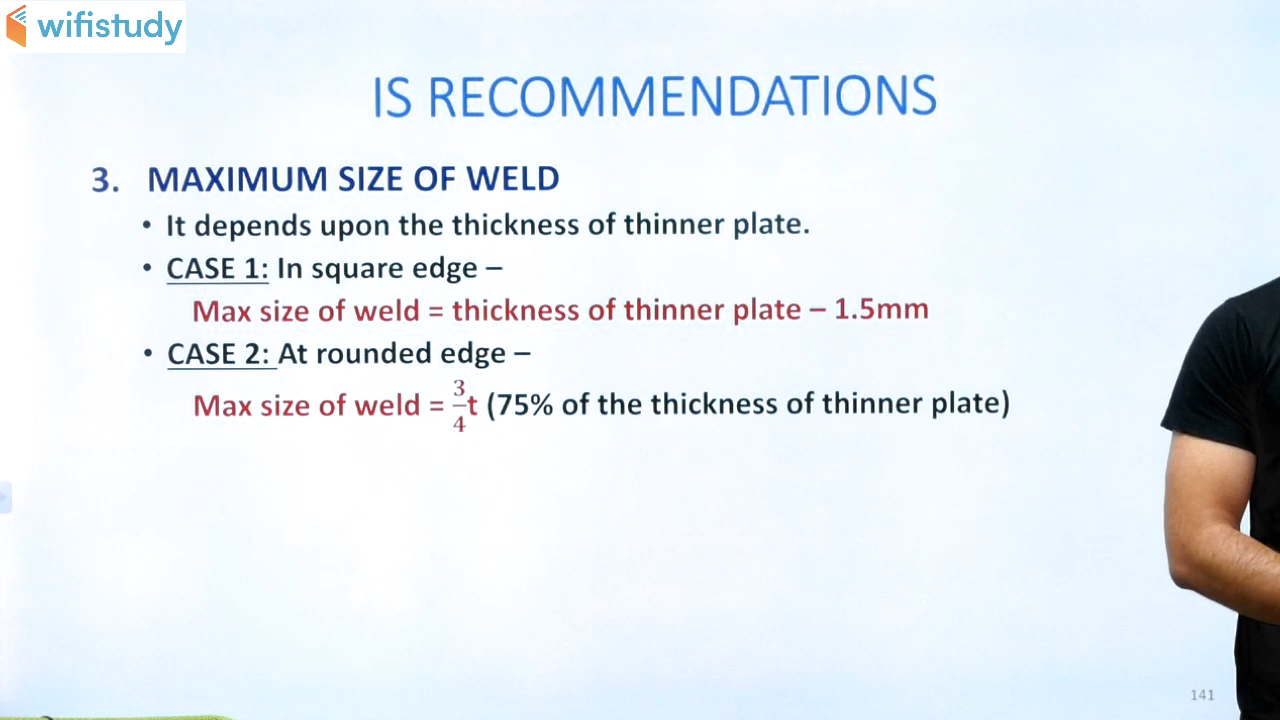 wifistudy
IS RECOMMENDATIONS
3. MAXIMUM SIZE OF WELD
• It depends upon the thickness of thinner plate.
• CASE 1: In square edge –
Max size of weld = thickness of thinner plate – 1.5mm
• CASE 2: At rounded edge –
Max size of weld = 3/4 t (75% of the thickness of thinner plate)
141